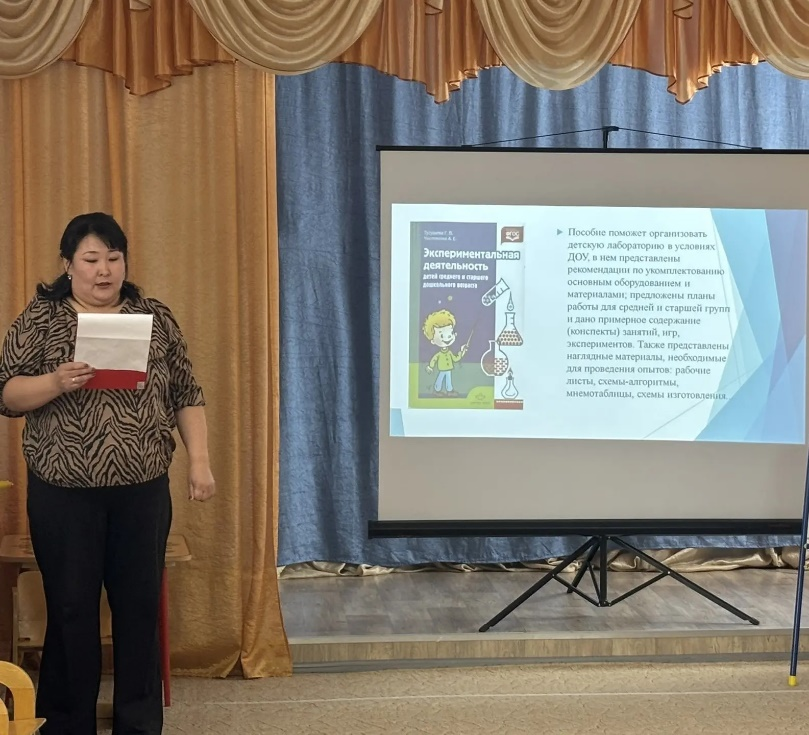 Экспериментальная
деятельность
детей среднего и старшего
дошкольного возраста
ФГОС
Пособие поможет организовать
детскую лабораторию в условиях
ДОУ, в нем представлены
рекомендации по укомплектованию
основным оборудованием и
материалами; предложены планы
работы для средней и старшей групп
и дано примерное содержание
(конспекты) занятий, игр,
экспериментов. Также представлены
наглядные материалы, необходимые
для проведения опытов: рабочие
листы, схемы-алгоритмы,
мнемотаблицы, схемы изготовления.